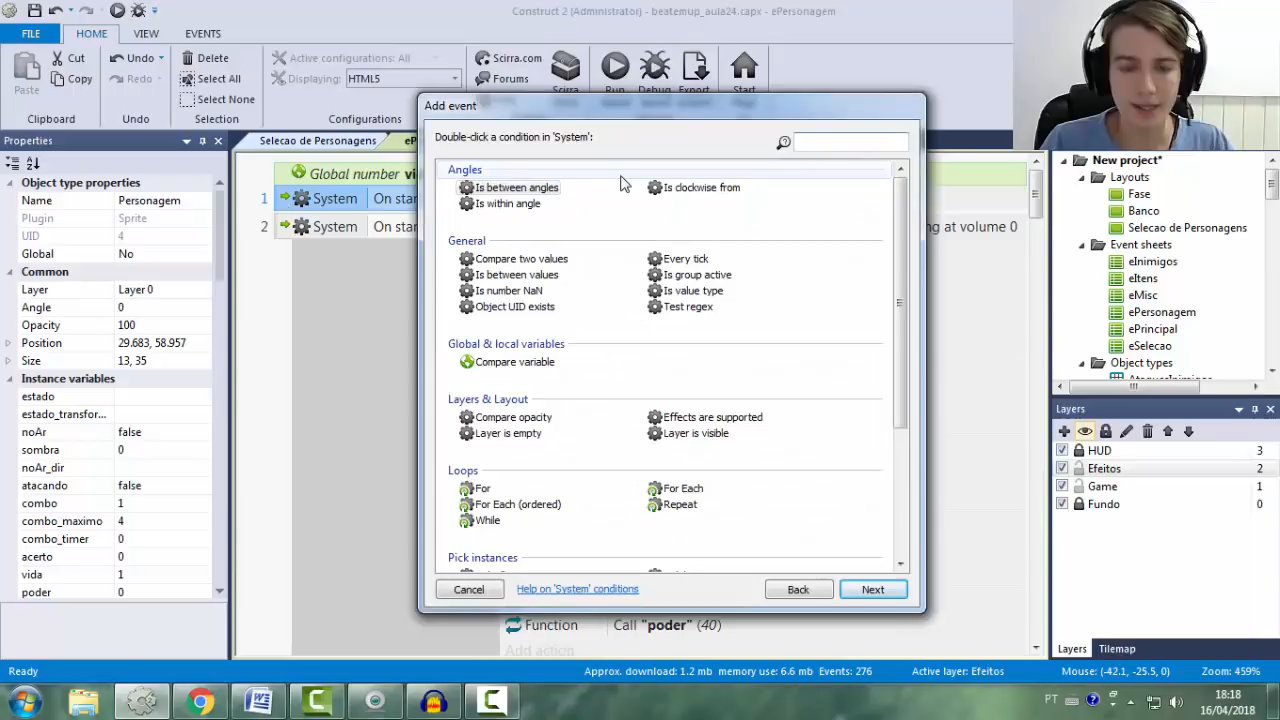 Construct 2 (Administrator) - beatemup_aula24.capx - ePersonagem
FILE HOME VIEW EVENTS
Paste Cut Copy
Undo Redo
Delete Select All Select None
Active configurations: All
Displaying: HTML5
Scirra.com
Forums
Scirra Run Debug Export Start
Clipboard Undo Selection Configurations
Properties
Object type properties
Name Personagem
Plugin Sprite
UID 4
Global No
Common
Layer Layer 0
Angle 0
Opacity 100
Position 29.683, 58.957
Size 13, 35
Instance variables
estado
estado_transfor...
noAr false
sombra 0
noAr_dir
atacando false
combo 1
combo_maximo 4
combo_timer 0
acerto 0
vida 1
poder 0
Selecao de Personagens
Global number
1 System On star
2 System On star
ng at volume 0
Add event
Double-click a condition in 'System':
Angles
Is between angles Is clockwise from
Is within angle
General
Compare two values Every tick
Is between values Is group active
Is number NaN Is value type
Object UID exists Test regex
Global & local variables
Compare variable
Layers & Layout
Compare opacity Effects are supported
Layer is empty Layer is visible
Loops
For For Each
For Each (ordered) Repeat
While
Pick instances
Cancel Help on 'System' conditions Back Next
Function Call "poder" (40)
Add action
New project*
Layouts
Fase
Banco
Selecao de Personagens
Event sheets
eInimigos
eItens
eMisc
ePersonagem
ePrincipal
eSelecao
Object types
AtaquesInimigos
Layers
HUD 3
Efeitos 2
Game 1
Fundo 0
Layers Tilemap
Ready Approx. download: 1.2 mb memory use: 6.6 mb Events: 276 Active layer: Efeitos Mouse: (-42.1, -25.5, 0) Zoom: 459%
PT 18:18
16/04/2018